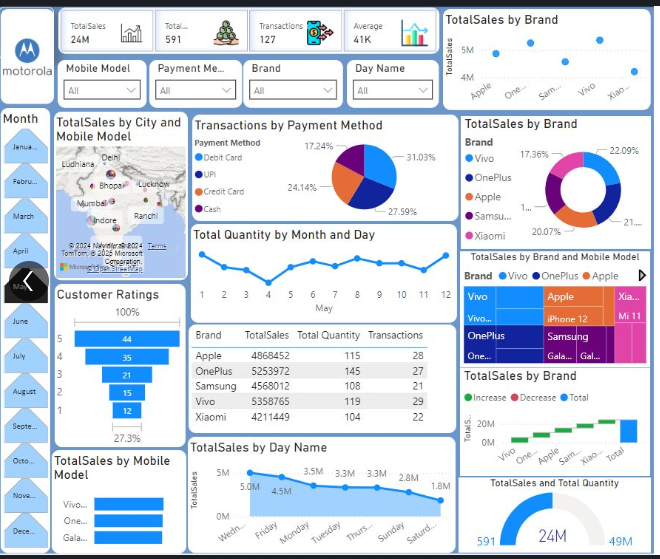 motorola
TotalSales
24M
Total...
591
Transactions
127
Average
41K
Mobile Model
All
Payment Me...
All
Brand
All
Day Name
All
TotalSales by Brand
TotalSales
5M
4M
Apple
One...
Sam...
Vivo
Xiao...
Month
Janua...
Febru...
March
April
May
June
July
August
Septe...
Octo...
Nove...
Dece...
TotalSales by City and
Mobile Model
Delhi
Ludhiana
Bhopal
Lucknow
Mumbai
Ranchi
Indore
© 2024
TomTom, © 2025 Microsoft
Corporation,
© OpenStreetMap
Terms
Microsoft
Transactions by Payment Method
Payment Method
Debit Card
UPI
Credit Card
Cash
17.24%
31.03%
24.14%
27.59%
TotalSales by Brand
Brand
Vivo
OnePlus
Apple
Samsu...
Xiaomi
17.36%
22.09%
1...
21....
20.07%
Total Quantity by Month and Day
1 2 3 4 5 6 7 8 9 10 11 12
May
TotalSales by Brand and Mobile Model
Brand Vivo OnePlus Apple
Vivo
Vivo...
Apple
iPhone 12
Xia...
Mi 11
OnePlus
One...
Samsung
Gala...
Gal...
Customer Ratings
100%
5 44
4 35
3 21
2 15
1 12
27.3%
Brand TotalSales Total Quantity Transactions
Apple 4868452 115 28
OnePlus 5253972 145 27
Samsung 4568012 108 21
Vivo 5358765 119 29
Xiaomi 4211449 104 22
TotalSales by Brand
Increase Decrease Total
TotalS..
20M
0M
Vivo
One...
Apple
Sam...
Xiao...
Total
TotalSales by Mobile
Model
Vivo...
One...
Gala...
TotalSales by Day Name
TotalSales
5M
0M
5.0M
4.5M
3.5M
3.3M
3.3M
2.8M
1.8M
Wedn...
Friday
Monday
Tuesday
Thurs...
Sunday
Saturd...
TotalSales and Total Quantity
591
24M
49M